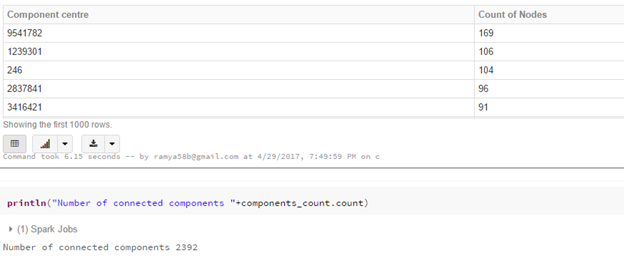 Component centre Count of Nodes
9541782 169
1239301 106
246 104
2837841 96
3416421 91
Showing the first 1000 rows.
Command took 6.15 seconds -- by ramya58b@gmail.com at 4/29/2017, 7:49:59 PM on c
println("Number of connected components "+components_count.count)
(1) Spark Jobs
Number of connected components 2392